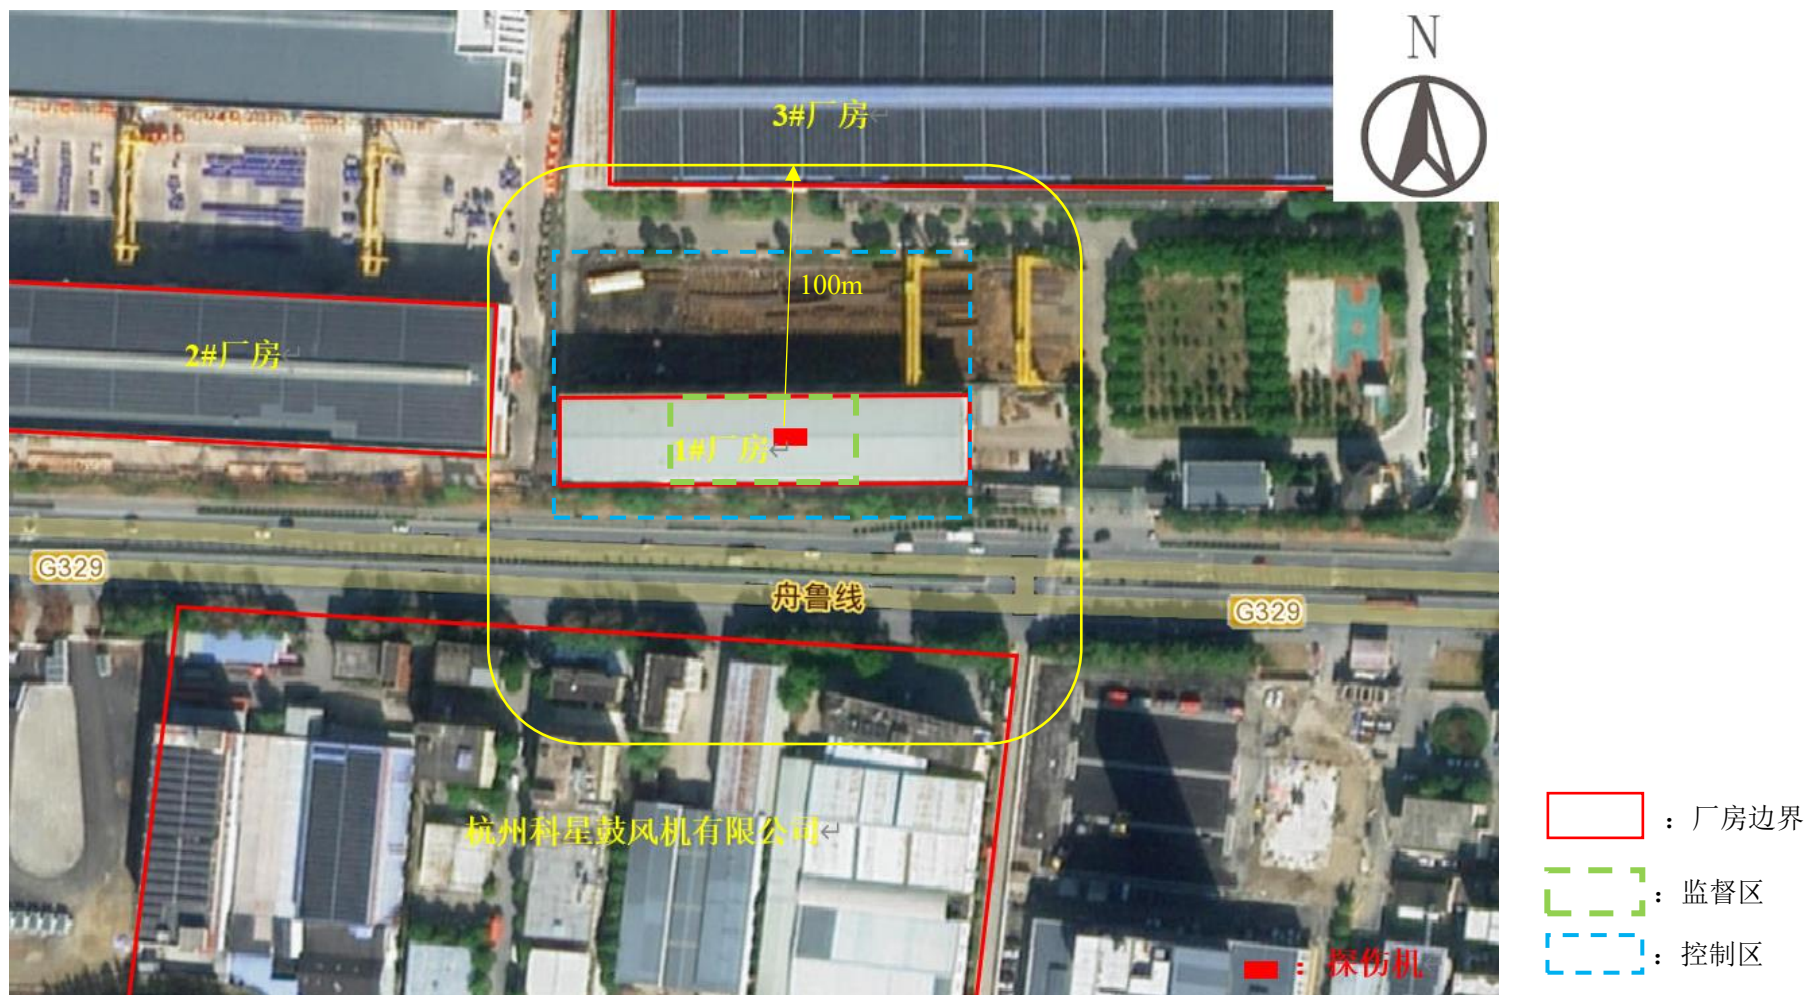 N
3#厂房↵
100m
2#厂房↵
1#厂房↵
G329
舟鲁线
G329
杭州科星鼓风机有限公司↵
：厂房边界
：监督区
：控制区
：探伤机